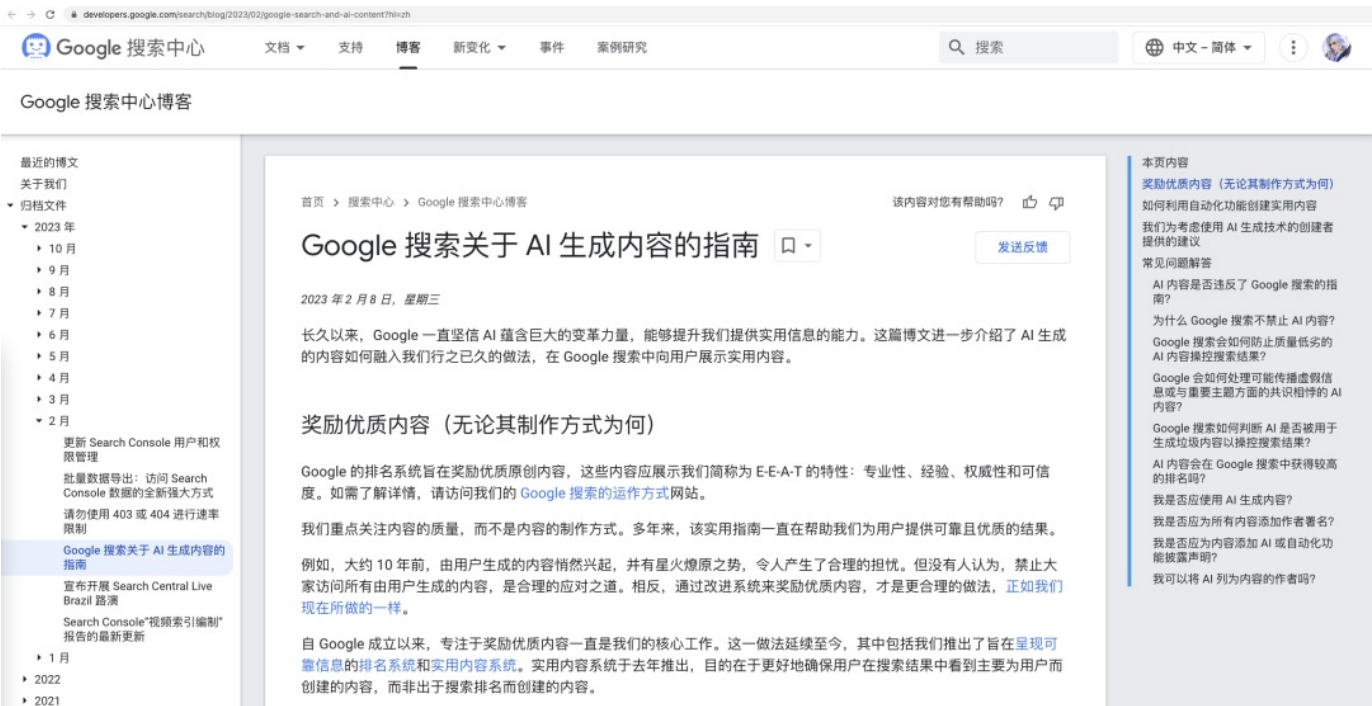 developers.google.com/search/blog/2023/02/google-search-and-ai-content?hl=zh
Google 搜索中心
文档
支持
博客
新变化
事件
案例研究
搜索
中文 – 简体
Google 搜索中心博客
最近的博文
关于我们
归档文件
2023 年
10 月
9 月
8 月
7 月
6 月
5 月
4 月
3 月
2 月
更新 Search Console 用户和权
限管理
批量数据导出：访问 Search
Console 数据的全新强大方式
请勿使用 403 或 404 进行速率
限制
Google 搜索关于 AI 生成内容的
指南
宣布开展 Search Central Live
Brazil 路演
Search Console“视频索引编制”
报告的最新更新
1 月
2022
2021
首页 › 搜索中心 › Google 搜索中心博客
该内容对您有帮助吗？
Google 搜索关于 AI 生成内容的指南
发送反馈
2023 年 2 月 8 日，星期三
长久以来，Google 一直坚信 AI 蕴含巨大的变革力量，能够提升我们提供实用信息的能力。这篇博文进一步介绍了 AI 生成
的内容如何融入我们行之已久的做法，在 Google 搜索中向用户展示实用内容。
奖励优质内容（无论其制作方式为何）
Google 的排名系统旨在奖励优质原创内容，这些内容应展示我们简称为 E-E-A-T 的特性：专业性、经验、权威性和可信
度。如需了解详情，请访问我们的 Google 搜索的运作方式网站。
我们重点关注内容的质量，而不是内容的制作方式。多年来，该实用指南一直在帮助我们为用户提供可靠且优质的结果。
例如，大约 10 年前，由用户生成的内容悄然兴起，并有星火燎原之势，令人产生了合理的担忧。但没有人认为，禁止大
家访问所有由用户生成的内容，是合理的应对之道。相反，通过改进系统来奖励优质内容，才是更合理的做法，正如我们
现在所做的一样。
自 Google 成立以来，专注于奖励优质内容一直是我们的核心工作。这一做法延续至今，其中包括我们推出了旨在呈现可
靠信息的排名系统和实用内容系统。实用内容系统于去年推出，目的在于更好地确保用户在搜索结果中看到主要为用户而
创建的内容，而非出于搜索排名而创建的内容。
本页内容
奖励优质内容（无论其制作方式为何）
如何利用自动化功能创建实用内容
我们为考虑使用 AI 生成技术的创建者
提供的建议
常见问题解答
AI 内容是否违反了 Google 搜索的指
南？
为什么 Google 搜索不禁止 AI 内容？
Google 搜索会如何防止质量低劣的
AI 内容操控搜索结果？
Google 会如何处理可能传播虚假信
息或与重要主题方面的共识相悖的 AI
内容？
Google 搜索如何判断 AI 是否被用于
生成垃圾内容以操控搜索结果？
AI 内容会在 Google 搜索中获得较高
的排名吗？
我是否应使用 AI 生成内容？
我是否应为所有内容添加作者署名？
我是否应为内容添加 AI 或自动化功
能披露声明？
我可以将 AI 列为内容的作者吗？